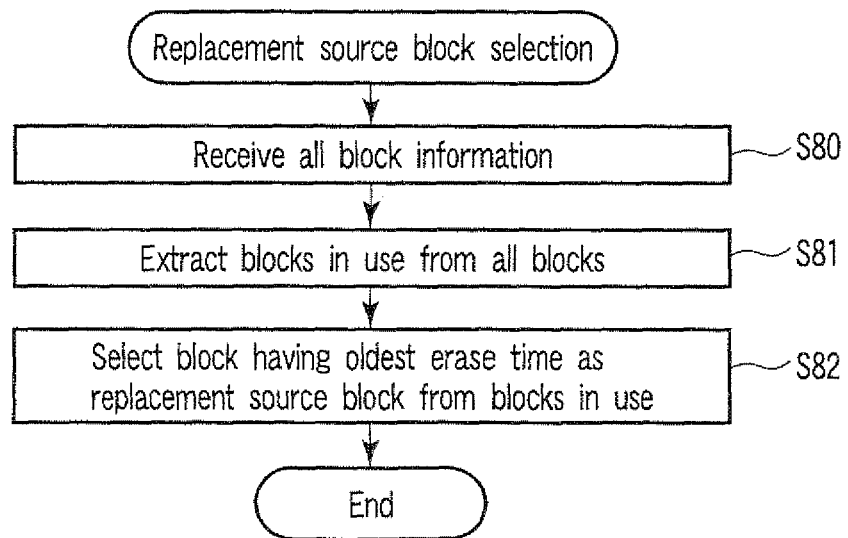 Replacement source block selection
Receive all block information
S80
Extract blocks in use from all blocks
S81
Select block having oldest erase time as
replacement source block from blocks in use
S82
End